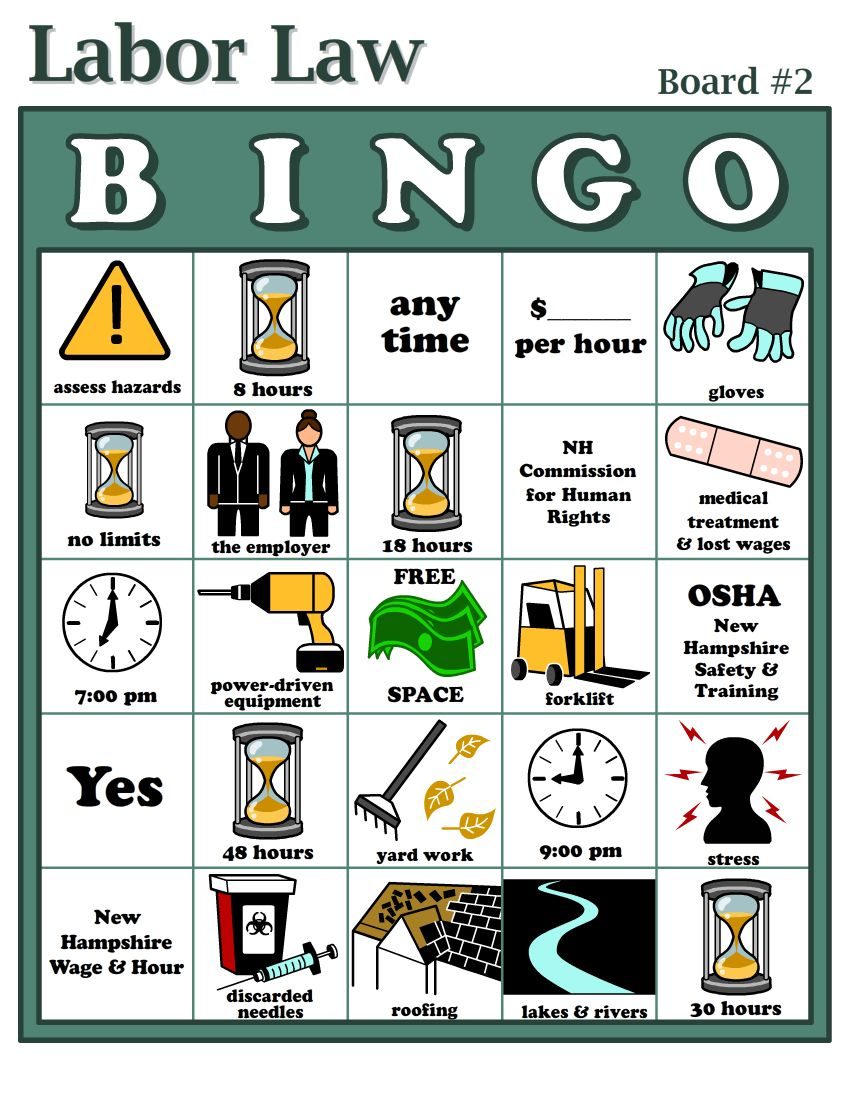 Labor Law
Board #2
B I N G O
assess hazards
8 hours
any
time
$______
per hour
gloves
no limits
the employer
18 hours
NH
Commission
for Human
Rights
medical
treatment
& lost wages
7:00 pm
power-driven
equipment
FREE
SPACE
forklift
OSHA
New
Hampshire
Safety &
Training
Yes
48 hours
yard work
9:00 pm
stress
New
Hampshire
Wage & Hour
discarded
needles
roofing
lakes & rivers
30 hours